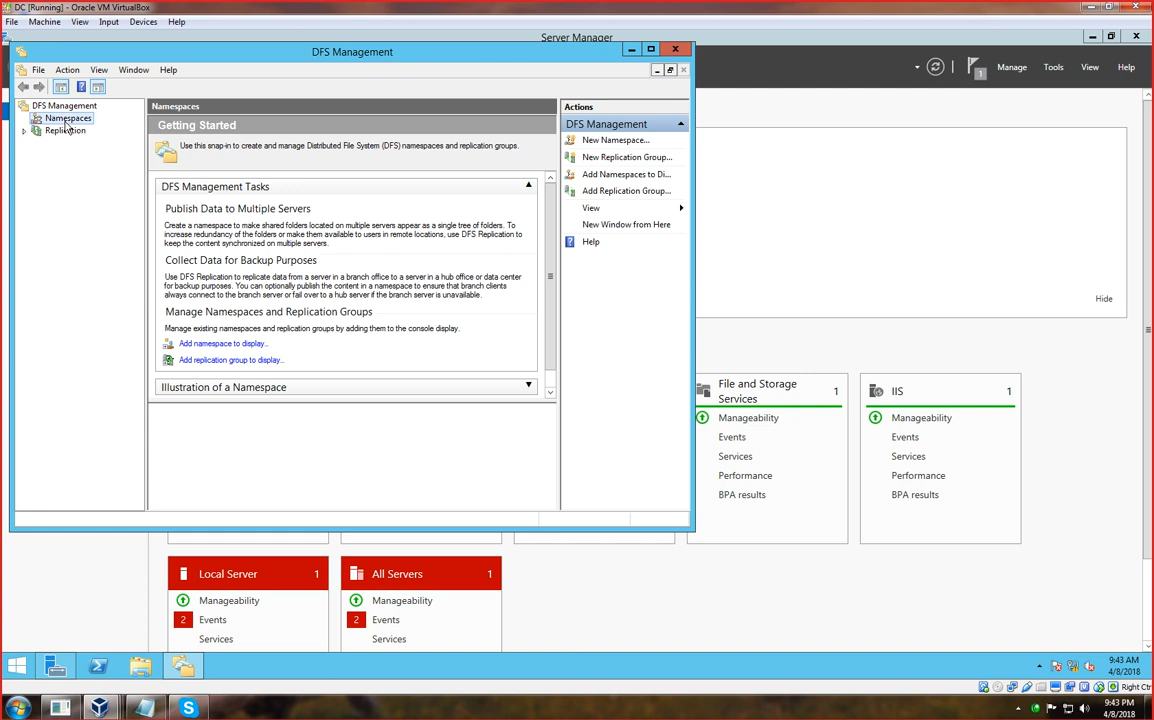 DC [Running] - Oracle VM VirtualBox
File Machine View Input Devices Help
Server Manager
DFS Management
Manage Tools View Help
1
File Action View Window Help
DFS Management
Namespaces
Replication
Namespaces
Getting Started
Use this snap-in to create and manage Distributed File System (DFS) namespaces and replication groups.
DFS Management Tasks
Publish Data to Multiple Servers
Create a namespace to make shared folders located on multiple servers appear as a single tree of folders. To
increase redundancy of the folders or make them available to users in remote locations, use DFS Replication to
keep the content synchronized on multiple servers.
Collect Data for Backup Purposes
Use DFS Replication to replicate data from a server in a branch office to a server in a hub office or data center
for backup purposes. You can optionally publish the content in a namespace to ensure that branch clients
always connect to the branch server or fail over to a hub server if the branch server is unavailable.
Manage Namespaces and Replication Groups
Manage existing namespaces and replication groups by adding them to the console display.
Add namespace to display...
Add replication group to display...
Illustration of a Namespace
Actions
DFS Management
New Namespace...
New Replication Group...
Add Namespaces to Di...
Add Replication Group...
View
New Window from Here
Help
Hide
File and Storage
Services
1
Manageability
Events
Services
Performance
BPA results
IIS 1
Manageability
Events
Services
Performance
BPA results
Local Server 1
Manageability
2 Events
Services
All Servers 1
Manageability
2 Events
Services
9:43 AM
4/8/2018
Right Ctrl
9:43 PM
4/8/2018